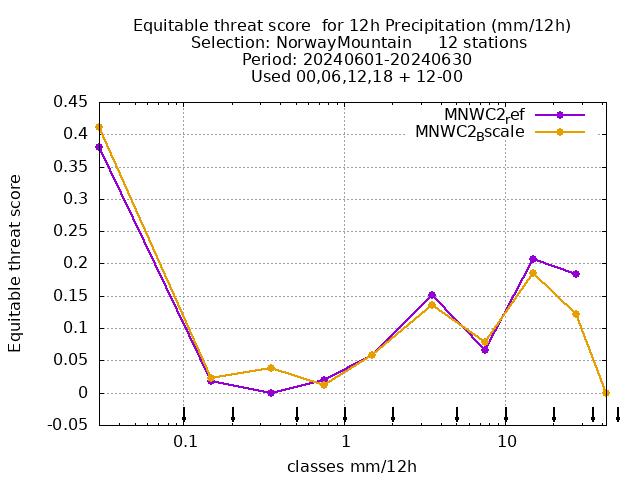 Equitable threat score  for 12h Precipitation (mm/12h)
Selection: NorwayMountain     12 stations
Period: 20240601-20240630
Used 00,06,12,18 + 12-00
MNWC2_ref
MNWC2_Bscale
0.45
0.4
0.35
0.3
0.25
0.2
0.15
0.1
0.05
0
-0.05
Equitable threat score
0.1 1 10
classes mm/12h